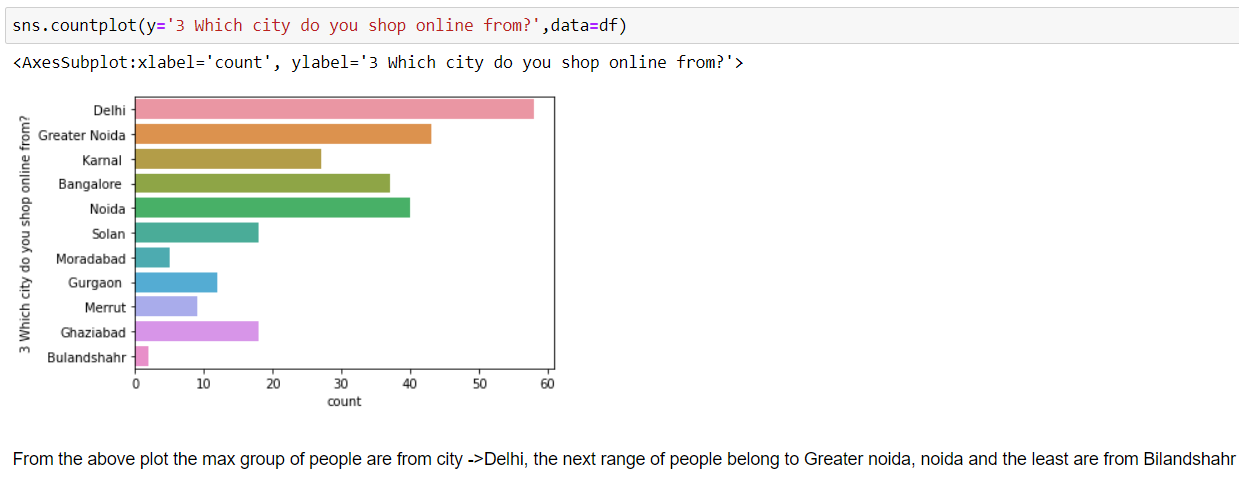 sns.countplot(y='3 Which city do you shop online from?',data=df)
<AxesSubplot:xlabel='count', ylabel='3 Which city do you shop online from?'>
3 Which city do you shop online from?
Delhi
Greater Noida
Karnal
Bangalore
Noida
Solan
Moradabad
Gurgaon
Merrut
Ghaziabad
Bulandshahr
0 10 20 30 40 50 60
count
From the above plot the max group of people are from city ->Delhi, the next range of people belong to Greater noida, noida and the least are from Bilandshahr